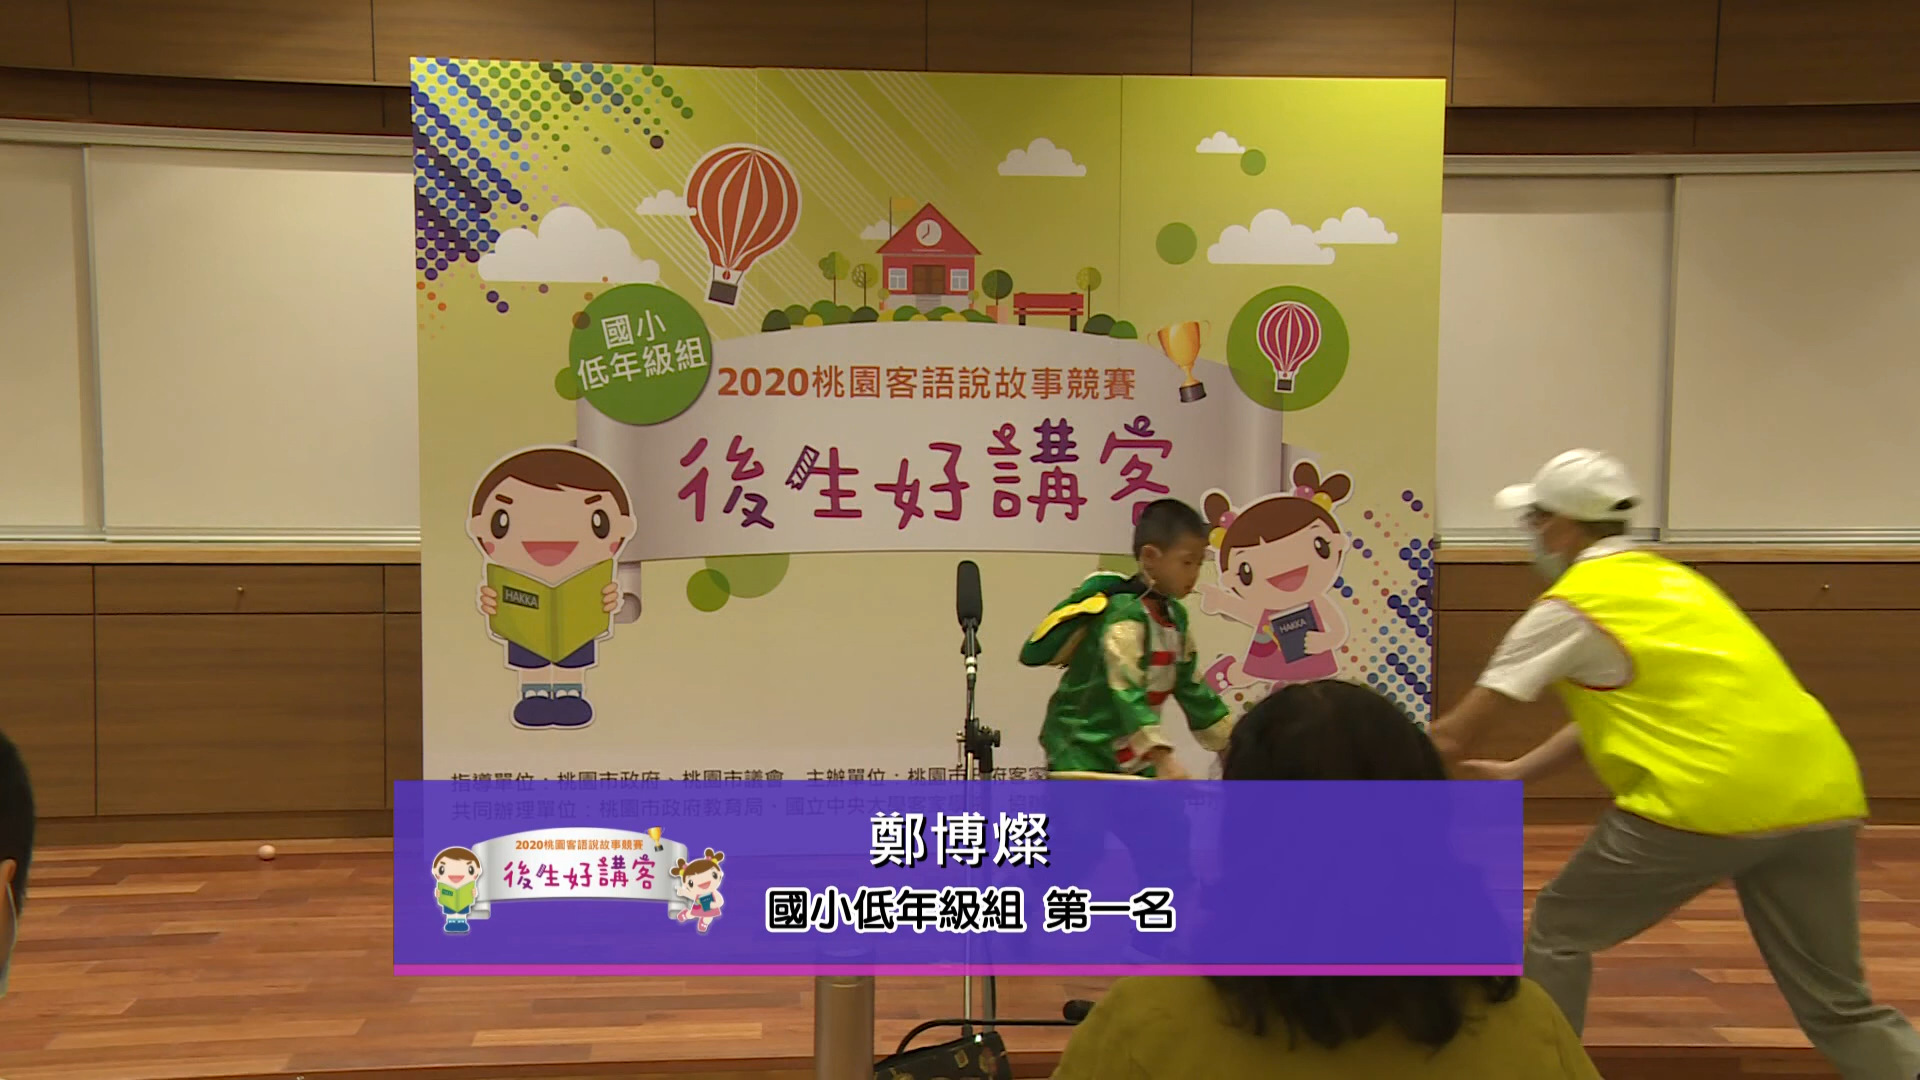 國小
低年級組
2020桃園客語說故事競賽
後生好講客
HAKKA
HAKKA
指導單位：桃園市政府、桃園市議會 主辦單位：桃園市政府客家
共同辦理單位：桃園市政府教育局、國立中央大學客家學
2020桃園客語說故事競賽
後生好講客
鄭博燦
國小低年級組 第一名